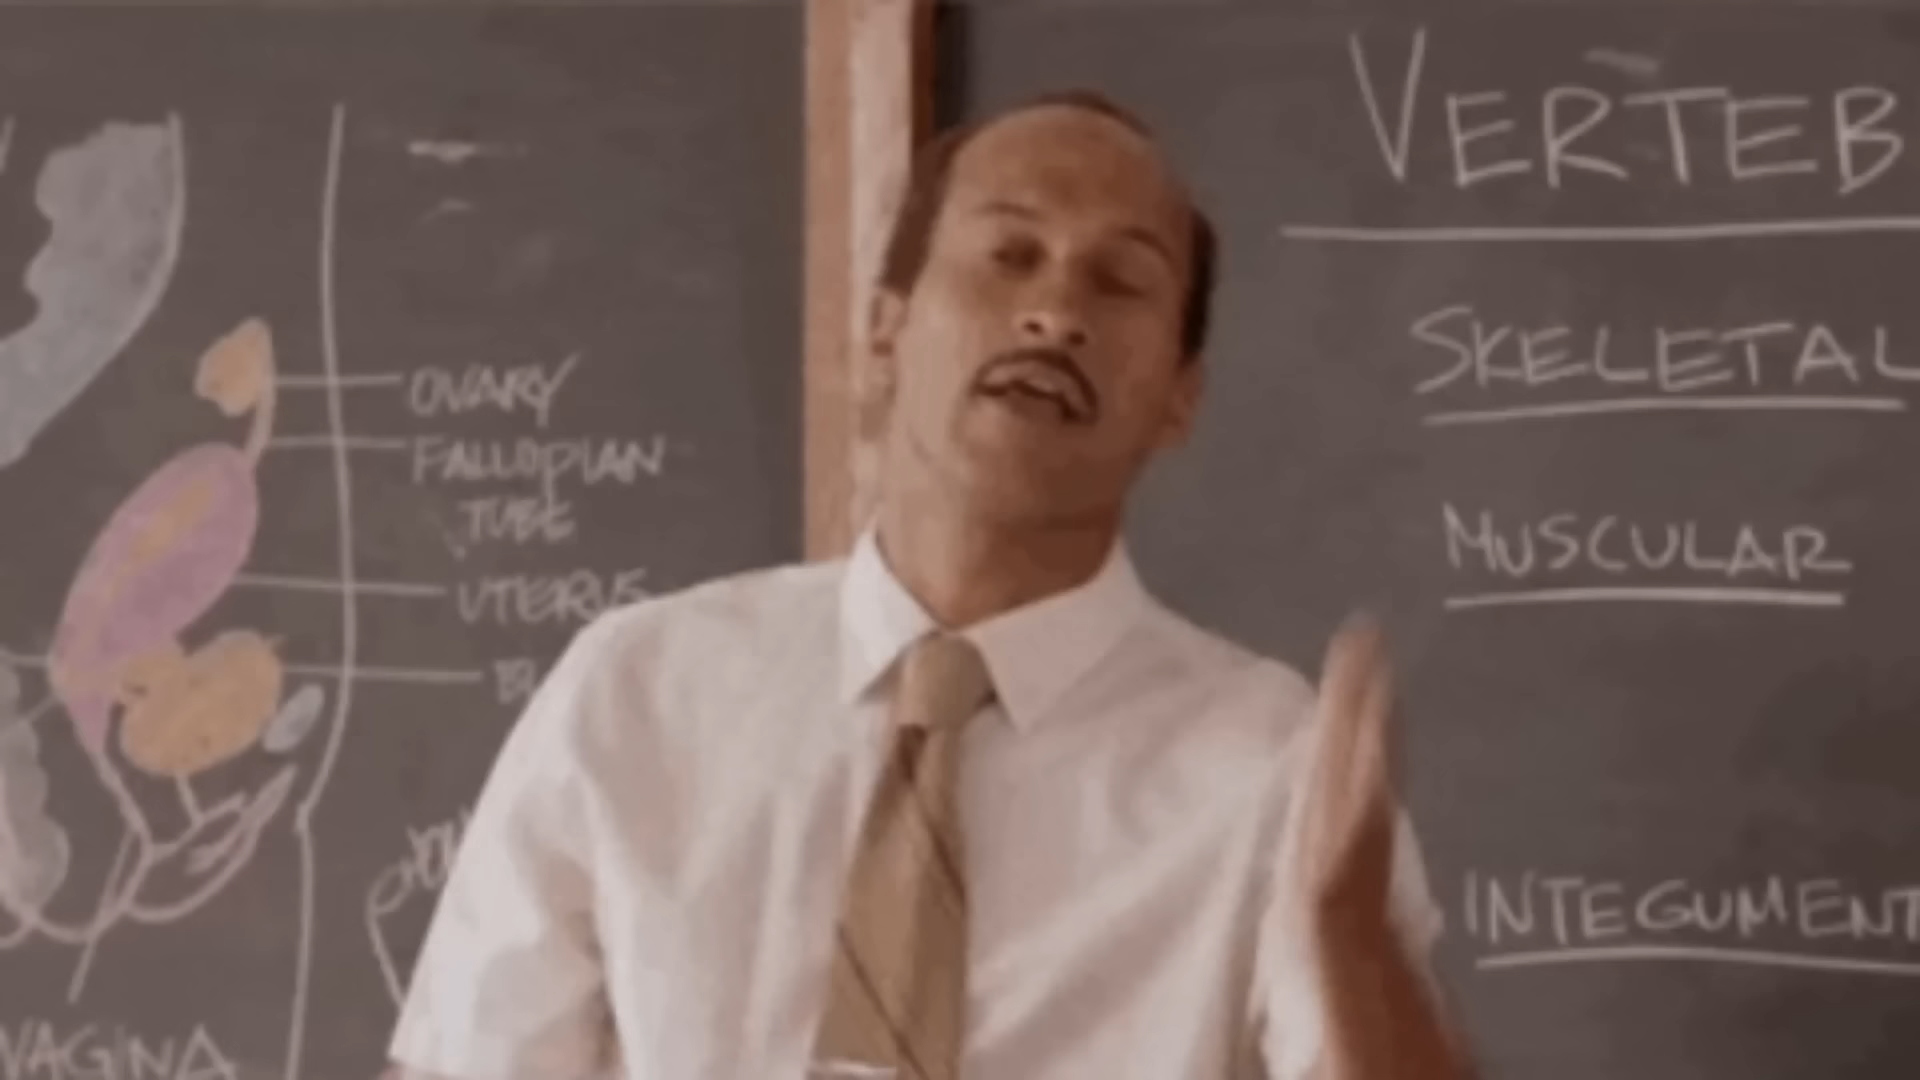 OVARY
FALLOPIAN
TUBE
UTERUS
VAGINA
VERTEB
SKELETAL
MUSCULAR
INTEGUMENT